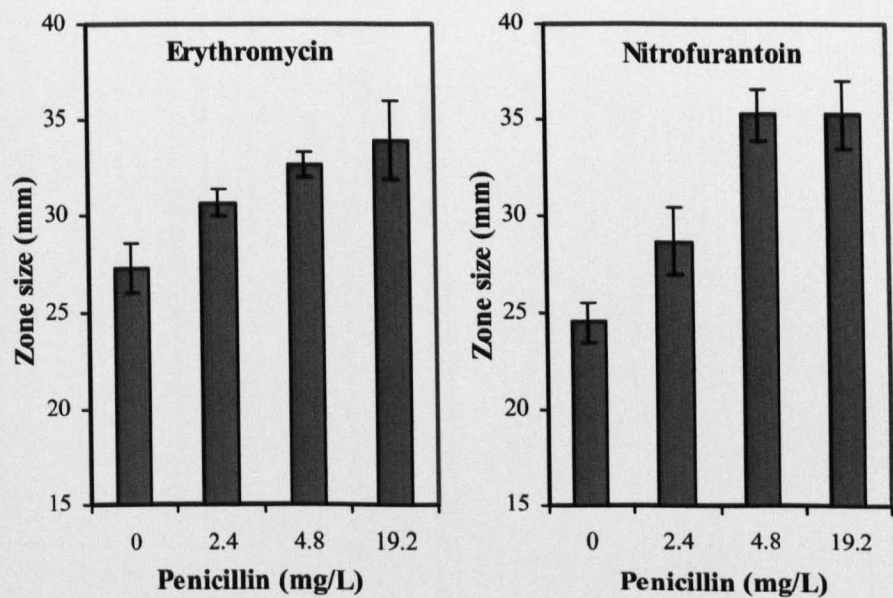 Erythromycin
Zone size (mm)
40
35
30
25
20
15
0 2.4 4.8 19.2
Penicillin (mg/L)
Nitrofurantoin
Zone size (mm)
40
35
30
25
20
15
0 2.4 4.8 19.2
Penicillin (mg/L)